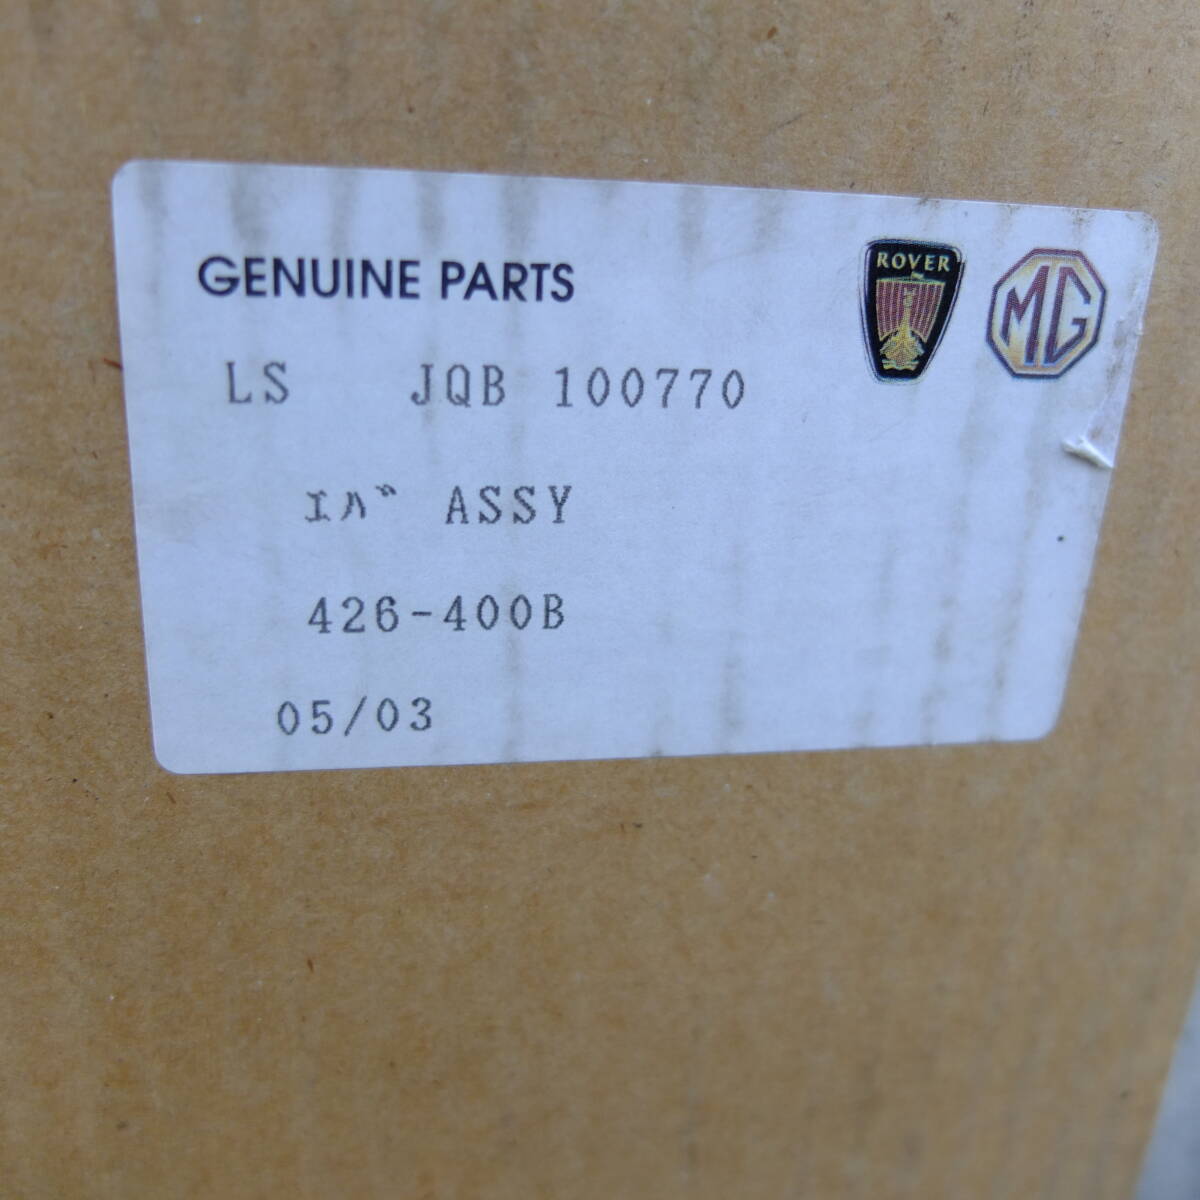 GENUINE PARTS
ROVER
MG
LS JQB 100770
ｴﾊﾞ ASSY
426-400B
05/03